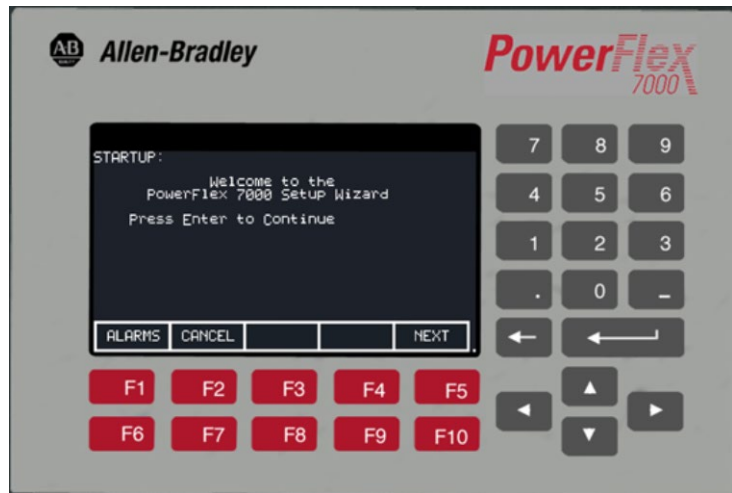 AB
QUALITY
Allen-Bradley
PowerFlex
7000
STARTUP:
Welcome to the
PowerFlex 7000 Setup Wizard
Press Enter to Continue
ALARMS CANCEL NEXT
F1 F2 F3 F4 F5
F6 F7 F8 F9 F10
7 8 9
4 5 6
1 2 3
. 0 –